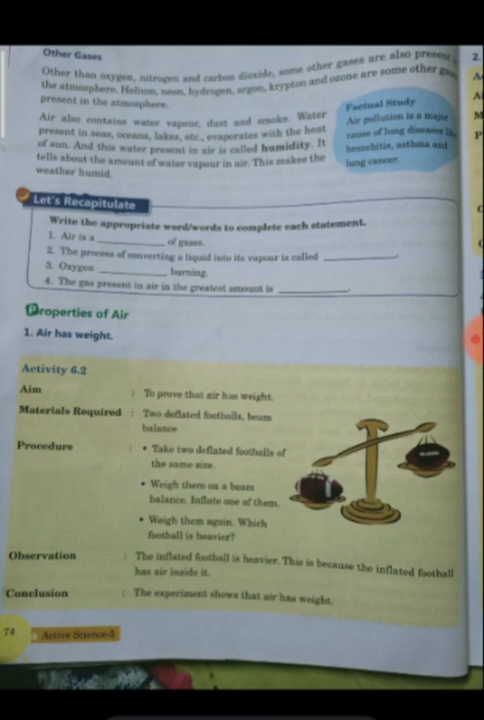 Other Gases
Other than oxygen, nitrogen and carbon dioxide, some other gases are also present
the atmosphere. Helium, neon, hydrogen, argon, krypton and ozone are some other
present in the atmosphere.
Air also contains water vapour, dust and smoke. Water
present in seas, oceans, lakes, etc., evaporates with the heat
of sun. And this water present in air is called humidity. It
tells about the amount of water vapour in air. This makes the
weather humid.
Factual Study
Air pollution is a major
cause of lung diseases
bronchitis, asthma and
lung cancer.
Let's Recapitulate
Write the appropriate word/words to complete each statement.
1. Air is a ____________ of gases.
2. The process of converting a liquid into its vapour is called ____________.
3. Oxygen ____________ burning.
4. The gas present in air in the greatest amount is ____________.
Properties of Air
1. Air has weight.
Activity 6.2
Aim : To prove that air has weight.
Materials Required : Two deflated footballs, beam
balance
Procedure : • Take two deflated footballs of
the same size.
• Weigh them on a beam
balance. Inflate one of them.
• Weigh them again. Which
football is heavier?
Observation : The inflated football is heavier. This is because the inflated football
has air inside it.
Conclusion : The experiment shows that air has weight.
74
Active Science-5
2.